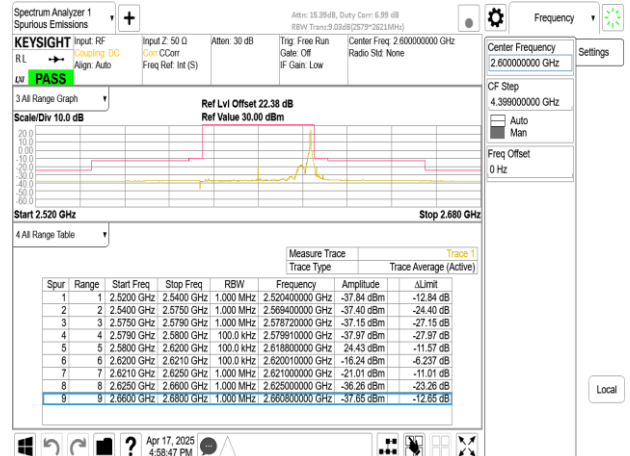 Spectrum Analyzer 1
Spurious Emissions
Attn: 15.39dB, Duty Corr: 6.99 dB
RBW Trans:9.03dB(2579~2621MHz)
Frequency
KEYSIGHT
RL
LXI
PASS
Input: RF
Coupling: DC
Align: Auto
Input Z: 50 Ω
Corr CCorr
Freq Ref: Int (S)
Atten: 30 dB
Trig: Free Run
Gate: Off
IF Gain: Low
Center Freq: 2.600000000 GHz
Radio Std: None
Center Frequency
2.600000000 GHz
Settings
CF Step
4.399000000 GHz
Auto
Man
Freq Offset
0 Hz
3 All Range Graph
Scale/Div 10.0 dB
Ref Lvl Offset 22.38 dB
Ref Value 30.00 dBm
20.0
10.0
0.00
-10.0
-20.0
-30.0
-40.0
-50.0
-60.0
Start 2.520 GHz
Stop 2.680 GHz
4 All Range Table
Measure Trace Trace 1
Trace Type Trace Average (Active)
Spur Range Start Freq Stop Freq RBW Frequency Amplitude ΔLimit
1 1 2.5200 GHz 2.5400 GHz 1.000 MHz 2.520400000 GHz -37.84 dBm -12.84 dB
2 2 2.5400 GHz 2.5750 GHz 1.000 MHz 2.569400000 GHz -37.40 dBm -24.40 dB
3 3 2.5750 GHz 2.5790 GHz 1.000 MHz 2.578720000 GHz -37.15 dBm -27.15 dB
4 4 2.5790 GHz 2.5800 GHz 100.0 kHz 2.579910000 GHz -37.97 dBm -27.97 dB
5 5 2.5800 GHz 2.6200 GHz 100.0 kHz 2.618800000 GHz 24.43 dBm -11.57 dB
6 6 2.6200 GHz 2.6210 GHz 100.0 kHz 2.620010000 GHz -16.24 dBm -6.237 dB
7 7 2.6210 GHz 2.6250 GHz 1.000 MHz 2.621000000 GHz -21.01 dBm -11.01 dB
8 8 2.6250 GHz 2.6600 GHz 1.000 MHz 2.625000000 GHz -36.26 dBm -23.26 dB
9 9 2.6600 GHz 2.6800 GHz 1.000 MHz 2.660800000 GHz -37.65 dBm -12.65 dB
Local
?
Apr 17, 2025
4:58:47 PM